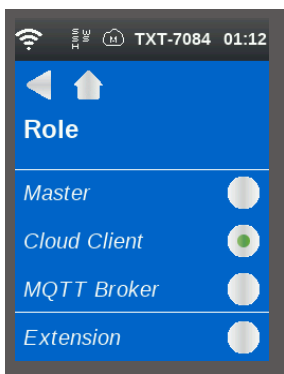 M TXT-7084 01:12
Role
Master
Cloud Client
MQTT Broker
Extension